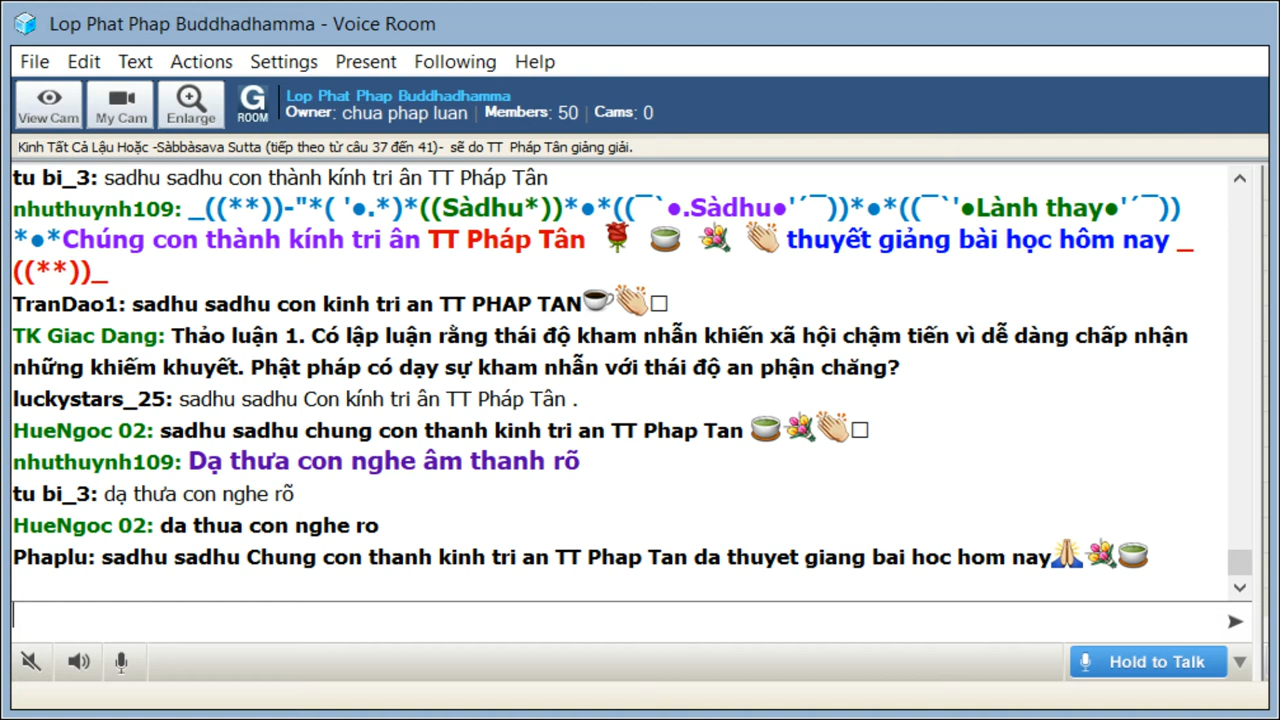 Lop Phat Phap Buddhadhamma - Voice Room
File Edit Text Actions Settings Present Following Help
View Cam My Cam Enlarge G ROOM Lop Phat Phap Buddhadhamma
Owner: chua phap luan | Members: 50 | Cams: 0
Kinh Tất Cả Lậu Hoặc -Sàbbàsava Sutta (tiếp theo từ câu 37 đến 41)- sẽ do TT Pháp Tân giảng giải.
tu bi_3: sadhu sadhu con thành kính tri ân TT Pháp Tân
nhuthuynh109: _((**))-"*( '●.*)*((Sàdhu*))*●*((¯`●.Sàdhu●'´¯))*●*((¯`'●Lành thay●'´¯))
*●*Chúng con thành kính tri ân TT Pháp Tân 🌹 🍵 💐 👏 thuyết giảng bài học hôm nay _
((**))_
TranDao1: sadhu sadhu con kinh tri an TT PHAP TAN☕👏□
TK Giac Dang: Thảo luận 1. Có lập luận rằng thái độ kham nhẫn khiến xã hội chậm tiến vì dễ dàng chấp nhận
những khiếm khuyết. Phật pháp có dạy sự kham nhẫn với thái độ an phận chăng?
luckystars_25: sadhu sadhu Con kính tri ân TT Pháp Tân .
HueNgoc 02: sadhu sadhu chung con thanh kinh tri an TT Phap Tan 🍵💐👏□
nhuthuynh109: Dạ thưa con nghe âm thanh rõ
tu bi_3: dạ thưa con nghe rõ
HueNgoc 02: da thua con nghe ro
Phaplu: sadhu sadhu Chung con thanh kinh tri an TT Phap Tan da thuyet giang bai hoc hom nay🙏💐🍵
Hold to Talk